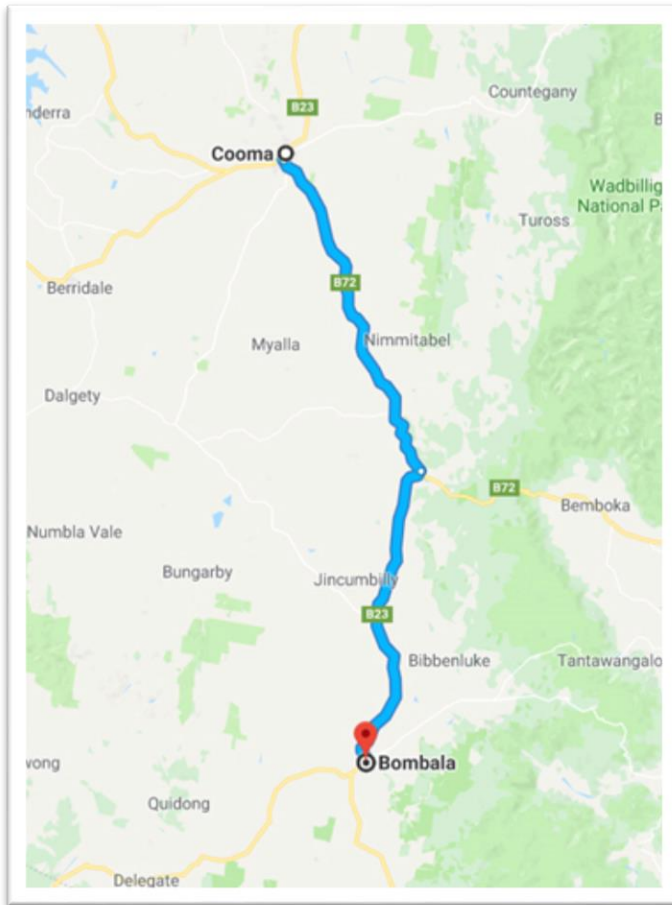 B23
Countegany
nderra
B
Cooma
Wadbillig
National Pa
Tuross
B72
Berridale
Nimmitabel
Myalla
Dalgety
B72
Bemboka
Numbla Vale
Bungarby
Jincumbilly
B23
Bibbenluke
Tantawangalo
Bombala
wong
Quidong
Delegate